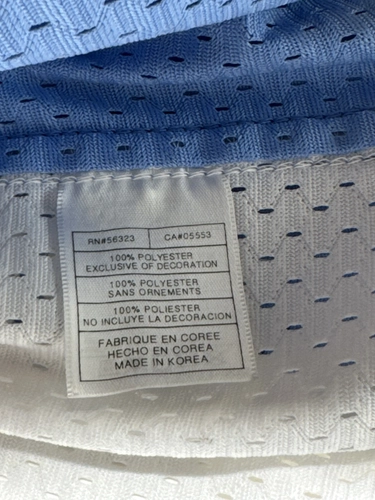 RN#56323 CA#05553
100% POLYESTER
EXCLUSIVE OF DECORATION
100% POLYESTER
SANS ORNEMENTS
100% POLIESTER
NO INCLUYE LA DECORACION
FABRIQUE EN COREE
HECHO EN COREA
MADE IN KOREA